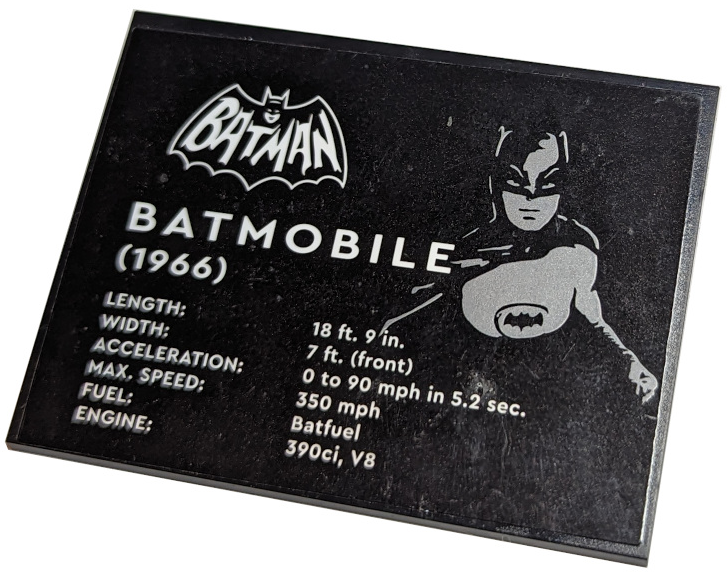 BATMAN
BATMOBILE
(1966)
LENGTH: 18 ft. 9 in.
WIDTH: 7 ft. (front)
ACCELERATION: 0 to 90 mph in 5.2 sec.
MAX. SPEED: 350 mph
FUEL: Batfuel
ENGINE: 390ci, V8